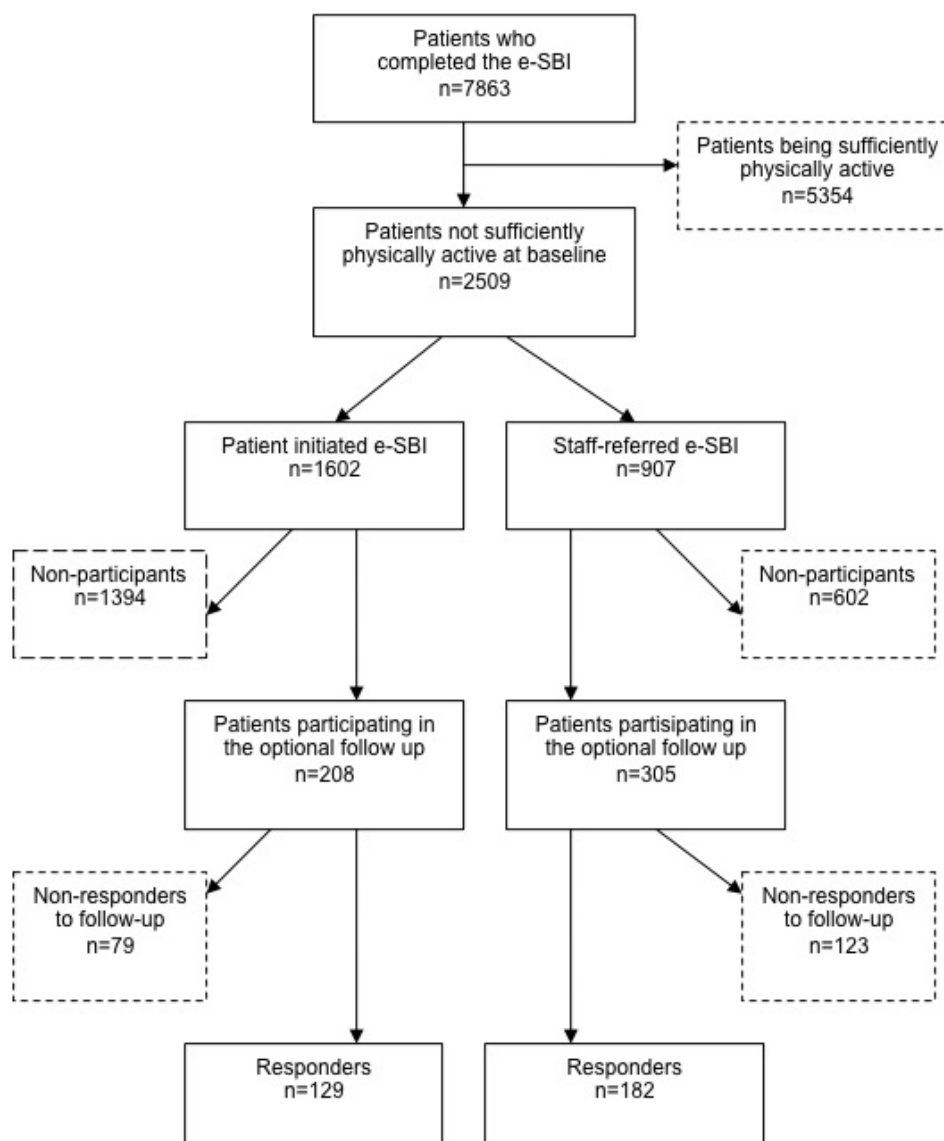 Patients who
completed the e-SBI
n=7863
Patients being sufficiently
physically active
n=5354
Patients not sufficiently
physically active at baseline
n=2509
Patient initiated e-SBI
n=1602
Staff-referred e-SBI
n=907
Non-participants
n=1394
Non-participants
n=602
Patients participating in
the optional follow up
n=208
Patients partisipating in
the optional follow up
n=305
Non-responders
to follow-up
n=79
Non-responders
to follow-up
n=123
Responders
n=129
Responders
n=182